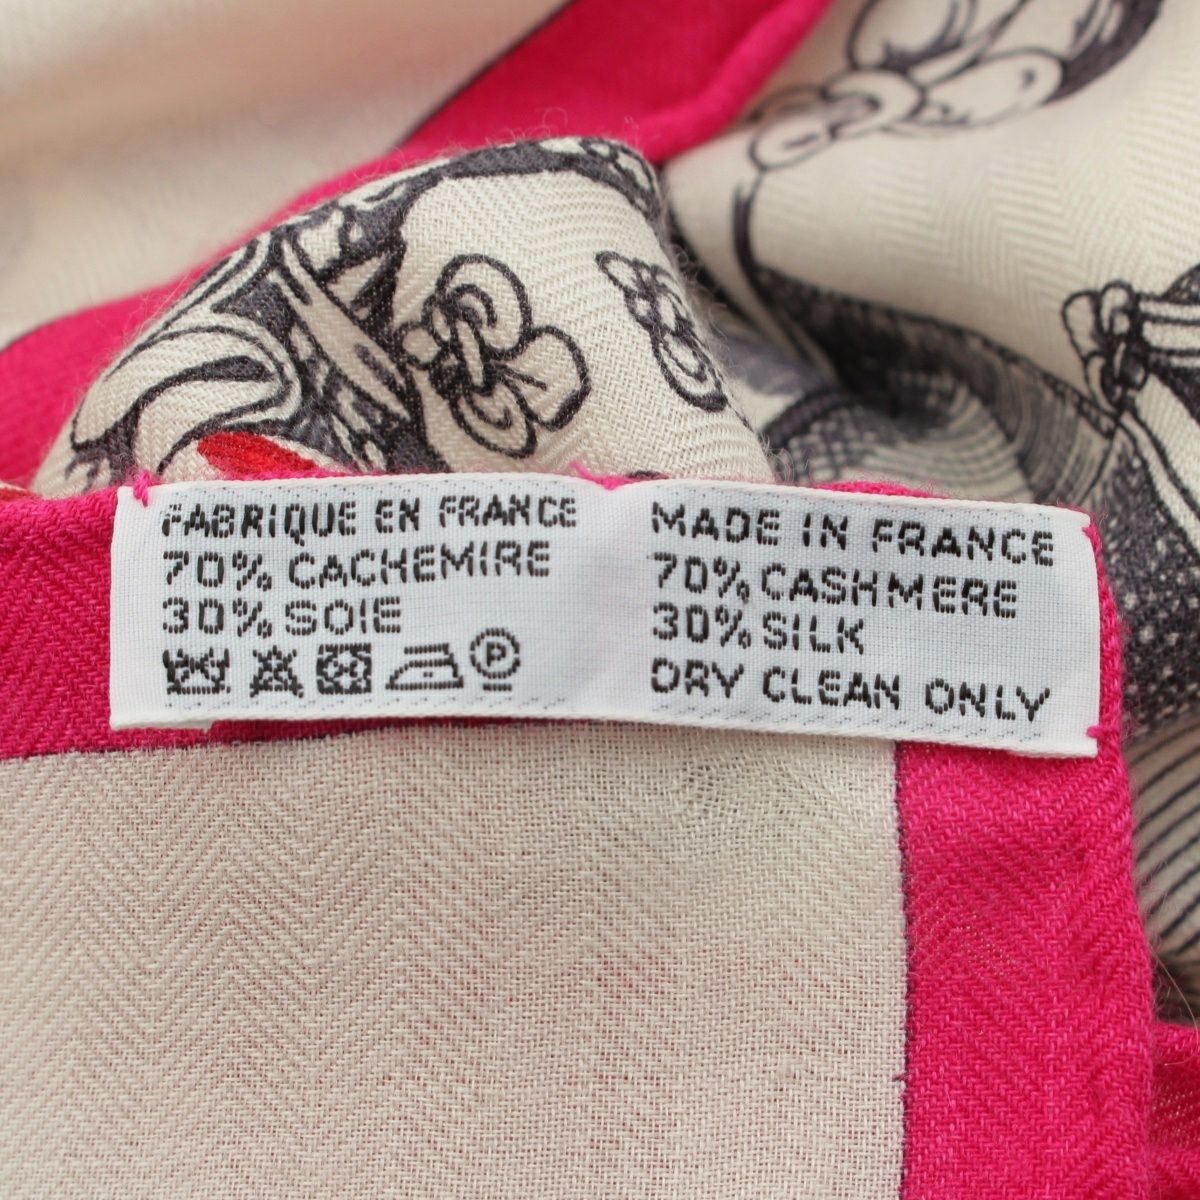 FABRIQUE EN FRANCE
70% CACHEMIRE
30% SOIE
P
MADE IN FRANCE
70% CASHMERE
30% SILK
DRY CLEAN ONLY